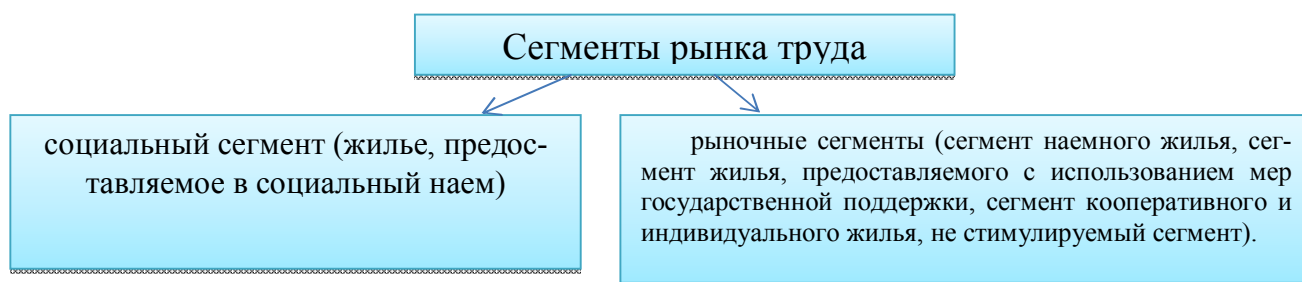 Сегменты рынка труда
социальный сегмент (жилье, предос-
тавляемое в социальный наем)
рыночные сегменты (сегмент наемного жилья, сег-
мент жилья, предоставляемого с использованием мер
государственной поддержки, сегмент кооперативного и
индивидуального жилья, не стимулируемый сегмент).